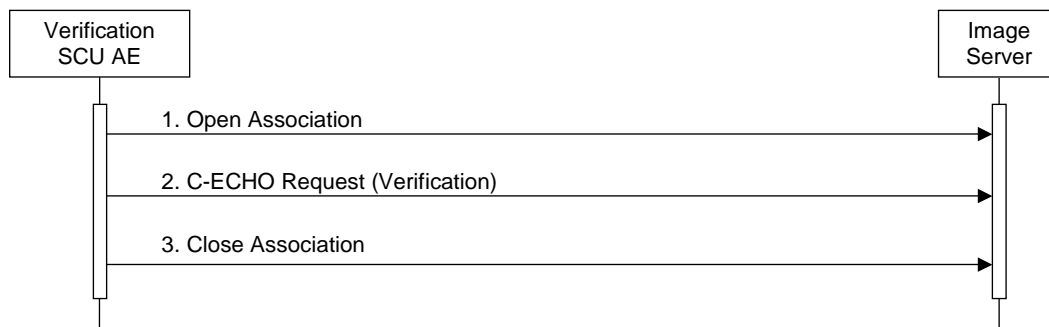 Verification
SCU AE
Image
Server
1. Open Association
2. C-ECHO Request (Verification)
3. Close Association